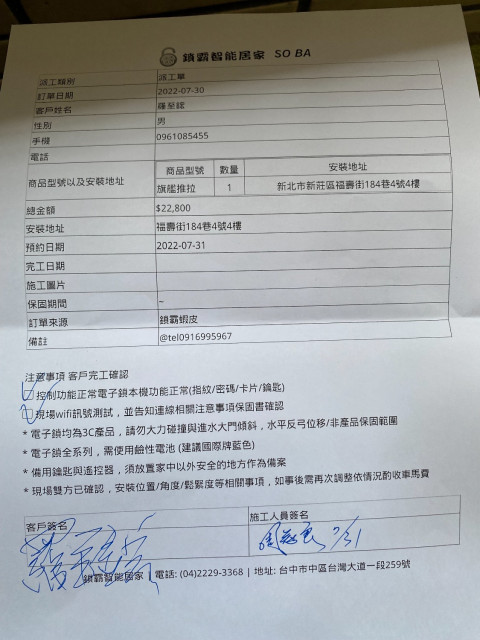 鎖霸智能居家 SO BA
派工類別 派工單
訂單日期 2022-07-30
客戶姓名 羅至鋐
性別 男
手機 0961085455
電話
商品型號以及安裝地址
商品型號 數量 安裝地址
旗艦推拉 1 新北市新莊區福壽街184巷4號4樓
總金額 $22,800
安裝地址 福壽街184巷4號4樓
預約日期 2022-07-31
完工日期
施工圖片
保固期間 –
訂單來源 鎖霸蝦皮
備註 @tel0916995967
注意事項 客戶完工確認
控制功能正常電子鎖本機功能正常(指紋/密碼/卡片/鑰匙)
現場wifi訊號測試，並告知連線相關注意事項保固書確認
* 電子鎖均為3C產品，請勿大力碰撞與進水大門傾斜，水平反弓位移/非產品保固範圍
* 電子鎖全系列，需使用鹼性電池 (建議國際牌藍色)
* 備用鑰匙與遙控器，須放置家中以外安全的地方作為備案
* 現場雙方已確認，安裝位置/角度/鬆緊度等相關事項，如事後需再次調整依情況酌收車馬費
客戶簽名 施工人員簽名
7/31
鎖霸智能居家 | 電話: (04)2229-3368 | 地址: 台中市中區台灣大道一段259號